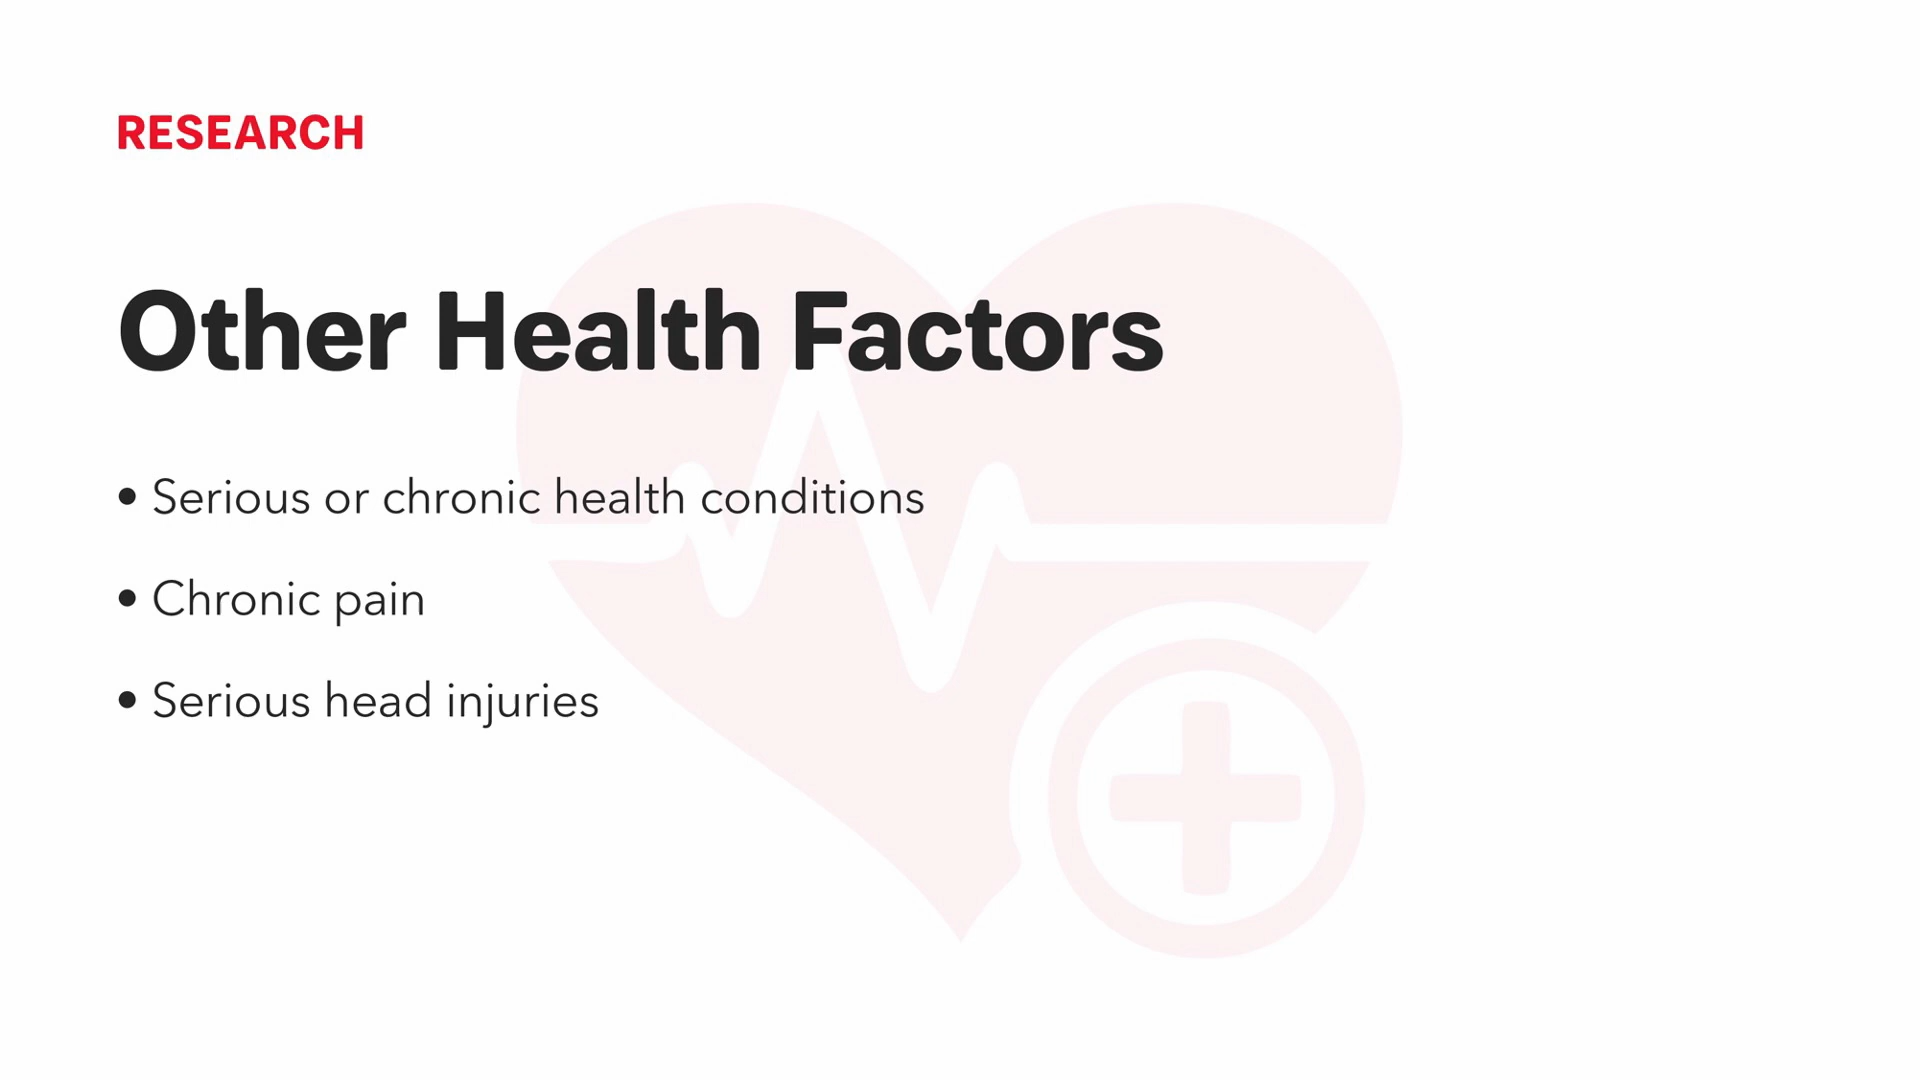 RESEARCH
Other Health Factors
• Serious or chronic health conditions
• Chronic pain
• Serious head injuries